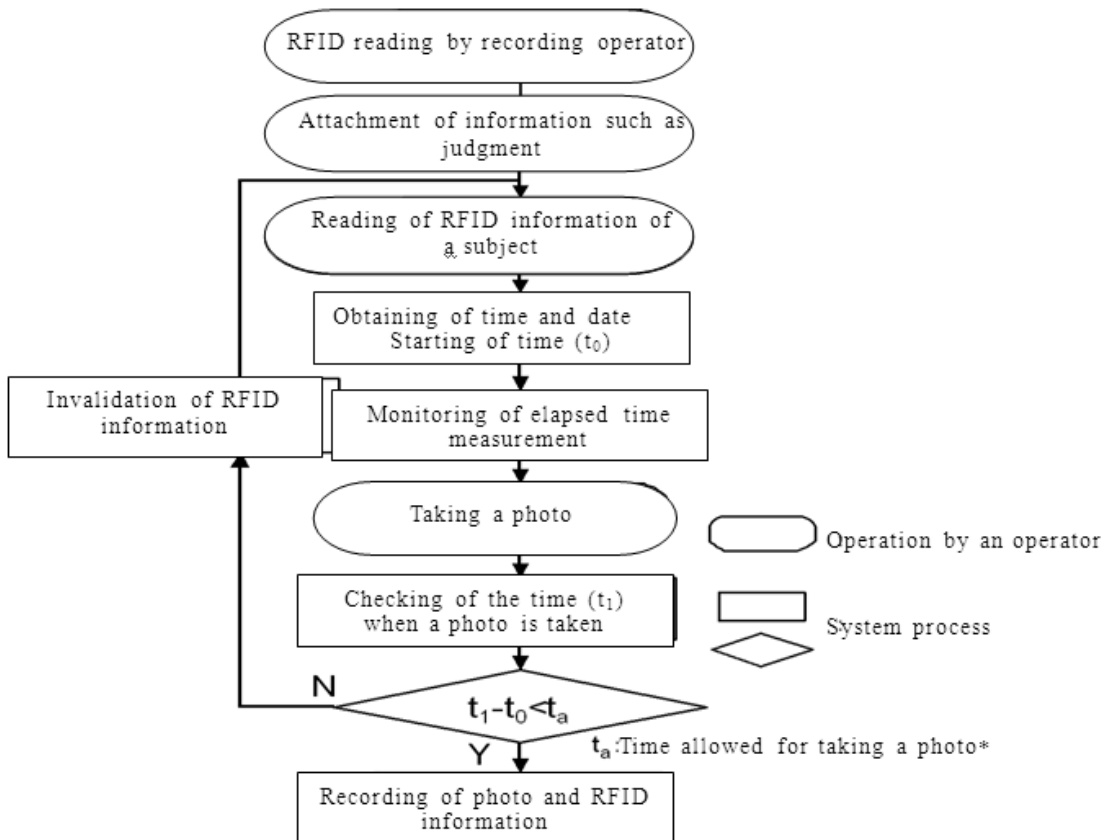 RFID reading by recording operator
Attachment of information such as
judgment
Reading of RFID information of
a subject
Obtaining of time and date
Starting of time (t₀)
Invalidation of RFID
information
Monitoring of elapsed time
measurement
Taking a photo
Operation by an operator
Checking of the time (t₁)
when a photo is taken
System process
N
t₁-t₀<tₐ
Y
tₐ:Time allowed for taking a photo*
Recording of photo and RFID
information